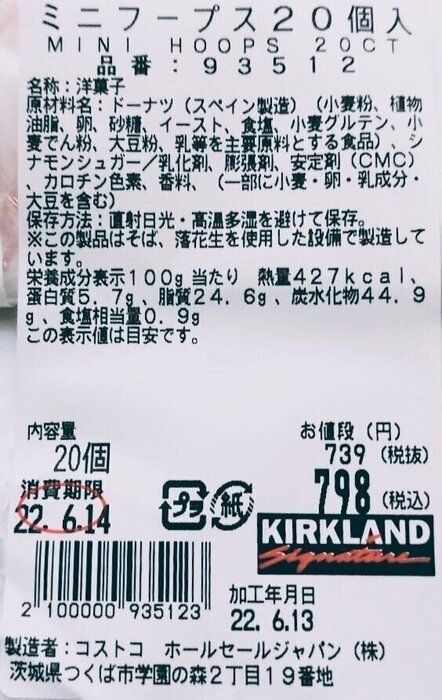 ミニフープス20個入
MINI HOOPS 20CT
品番：93512
名称：洋菓子
原材料名：ドーナツ（スペイン製造）（小麦粉、植物
油脂、卵、砂糖、イースト、食塩、小麦グルテン、小
麦でん粉、大豆粉、乳等を主要原料とする食品）、シ
ナモンシュガー／乳化剤、膨張剤、安定剤（CMC）
、カロチン色素、香料、（一部に小麦・卵・乳成分・
大豆を含む）
保存方法：直射日光・高温多湿を避けて保存。
※この製品はそば、落花生を使用した設備で製造して
います。
栄養成分表示100g当たり 熱量427kcal、
蛋白質5.7g、脂質24.6g、炭水化物44.9
g、食塩相当量0.9g
この表示値は目安です。
内容量
20個
お値段（円）
739（税抜）
798（税込）
消費期限
22.6.14
プラ
紙
KIRKLAND
Signature
2 100000 935123
加工年月日
22.6.13
製造者：コストコ ホールセールジャパン（株）
茨城県つくば市学園の森2丁目19番地